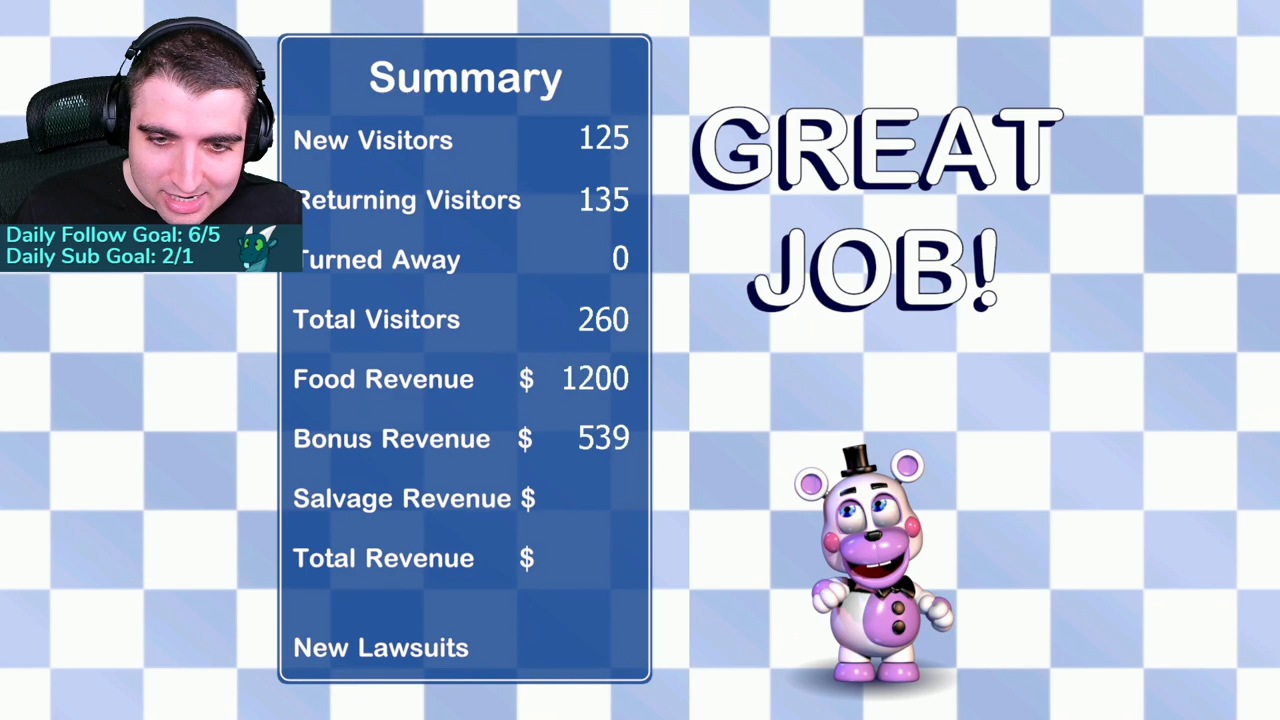 Summary
New Visitors 125
Returning Visitors 135
Turned Away 0
Total Visitors 260
Food Revenue $ 1200
Bonus Revenue $ 539
Salvage Revenue $
Total Revenue $
New Lawsuits
GREAT
JOB!
Daily Follow Goal: 6/5
Daily Sub Goal: 2/1